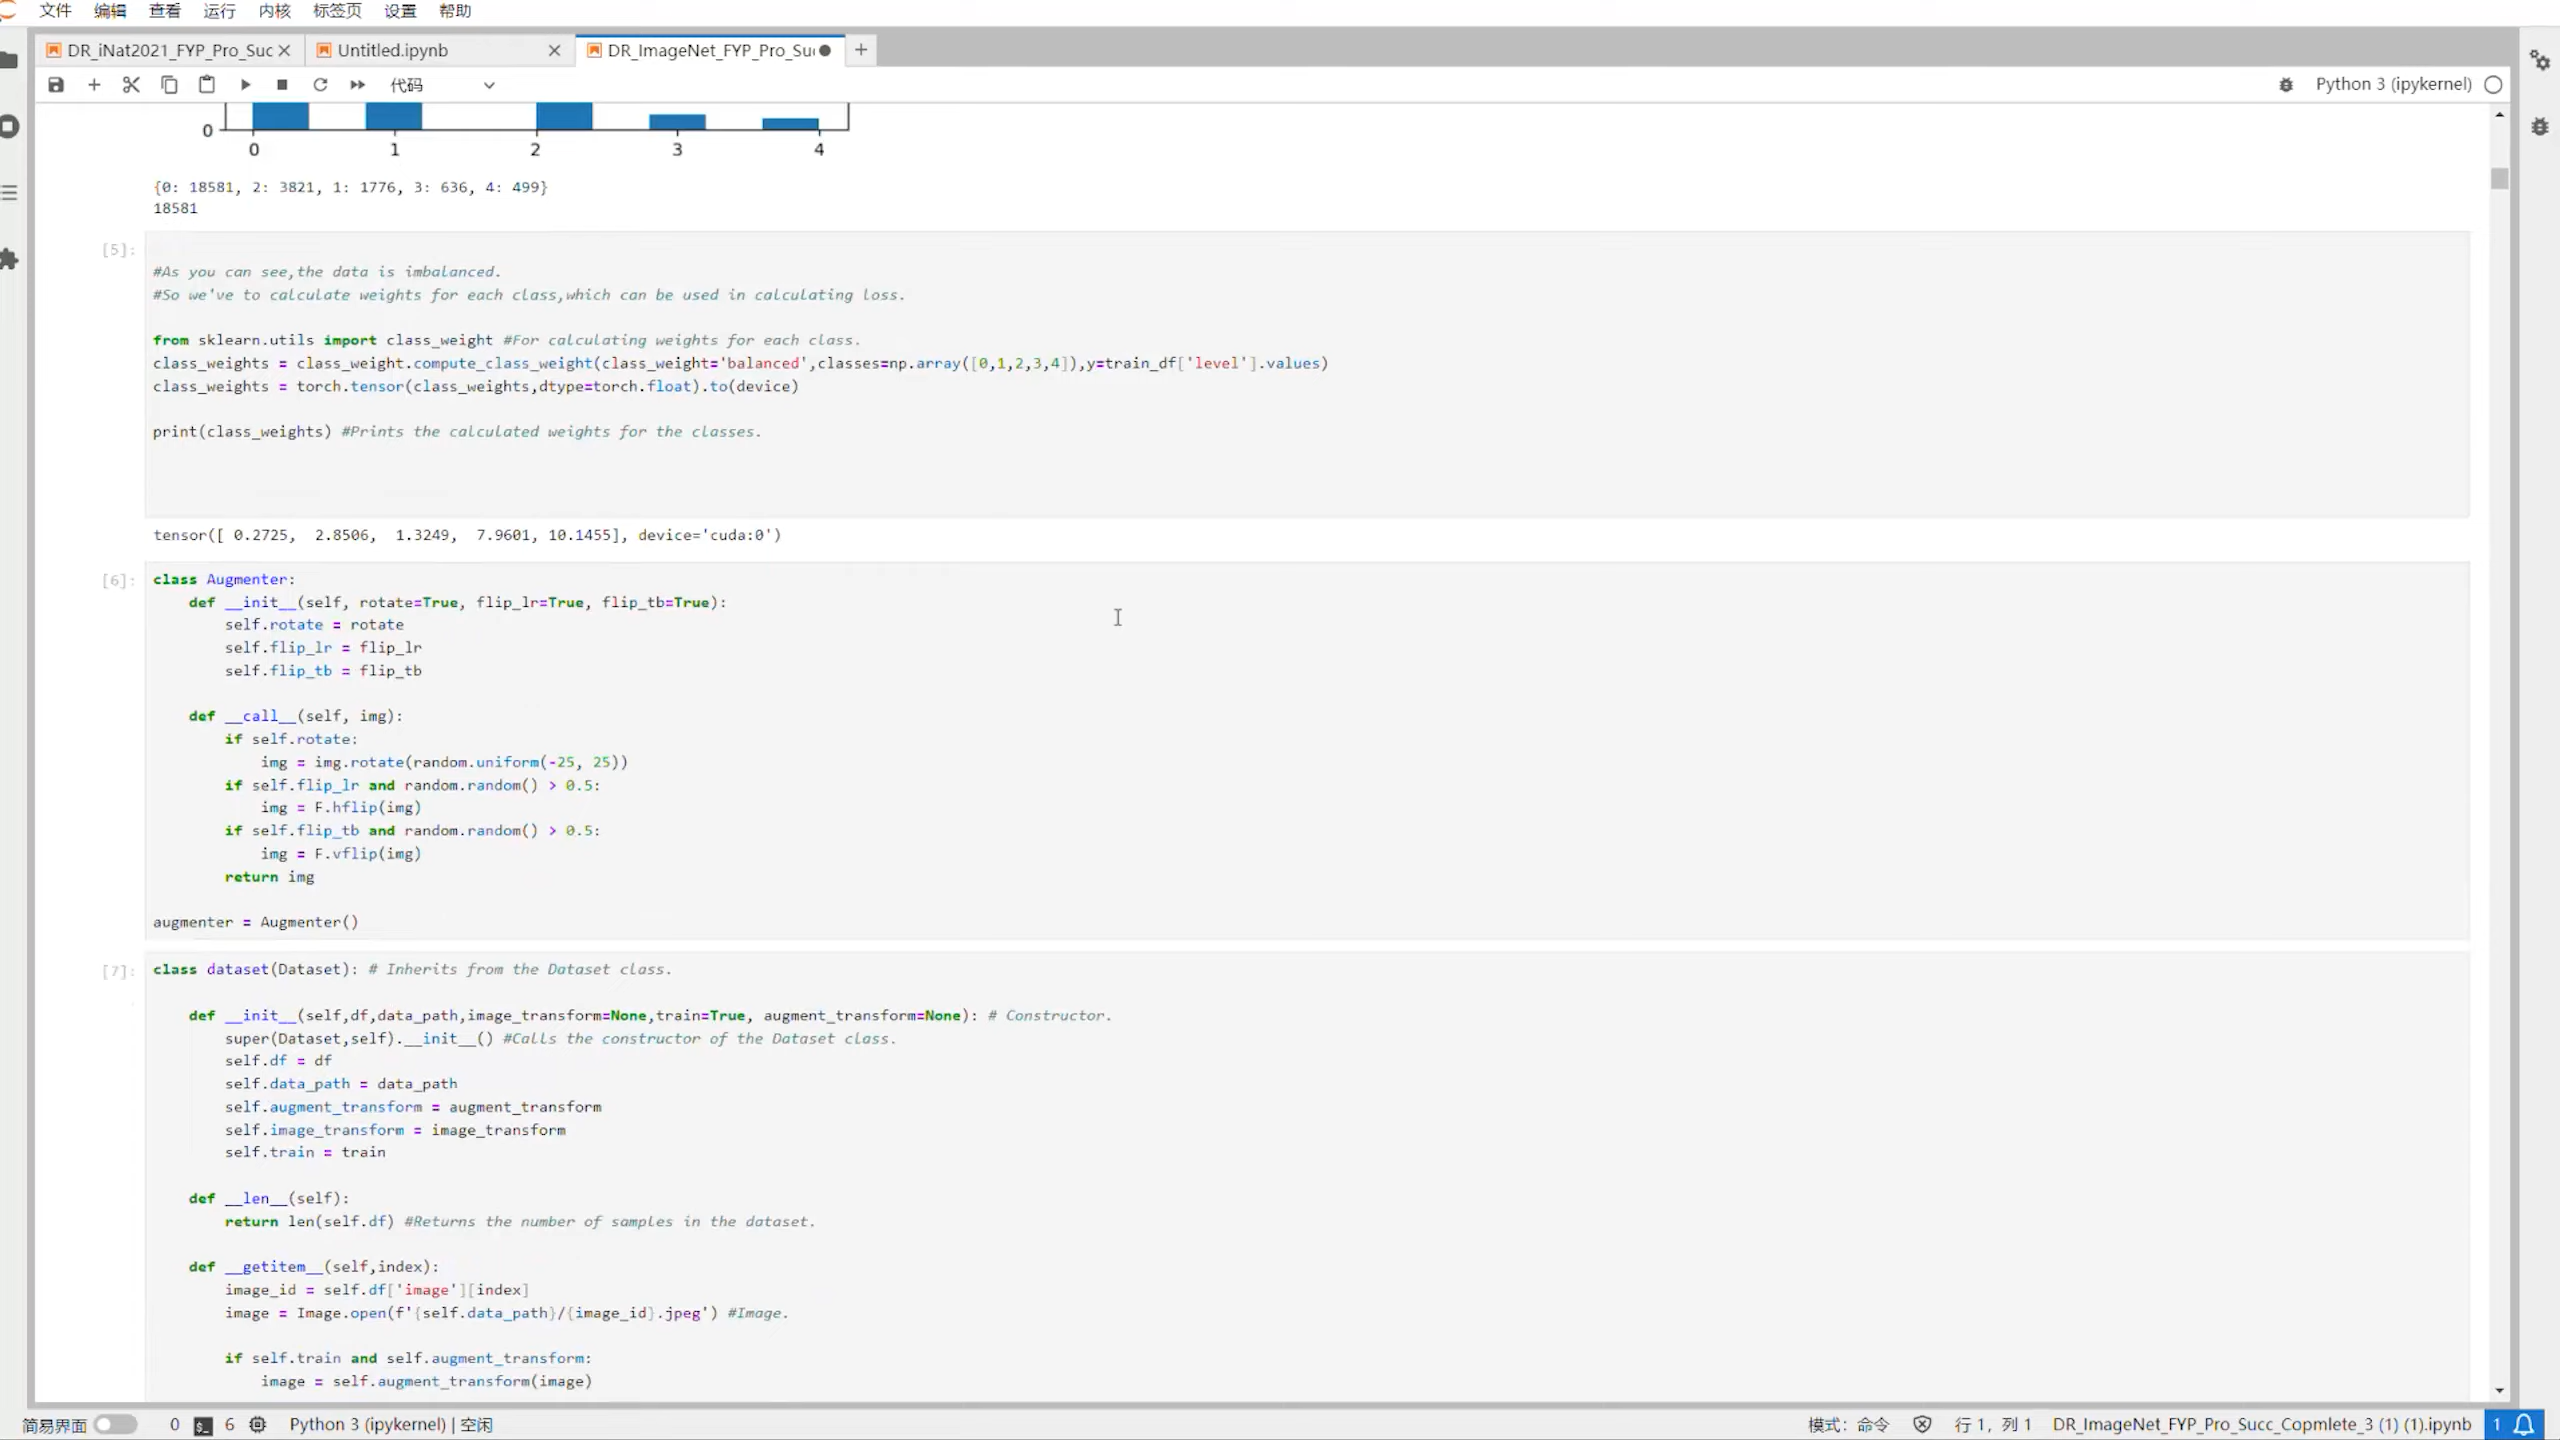 文件 编辑 查看 运行 内核 标签页 设置 帮助
DR_iNat2021_FYP_Pro_Succ Untitled.ipynb DR_ImageNet_FYP_Pro_Su
代码 Python 3 (ipykernel)
0
0 1 2 3 4
{0: 18581, 2: 3821, 1: 1776, 3: 636, 4: 499}
18581
[5]:
#As you can see,the data is imbalanced.
#So we've to calculate weights for each class,which can be used in calculating loss.
from sklearn.utils import class_weight #For calculating weights for each class.
class_weights = class_weight.compute_class_weight(class_weight='balanced',classes=np.array([0,1,2,3,4]),y=train_df['level'].values)
class_weights = torch.tensor(class_weights,dtype=torch.float).to(device)
print(class_weights) #Prints the calculated weights for the classes.
tensor([ 0.2725,  2.8506,  1.3249,  7.9601, 10.1455], device='cuda:0')
[6]: class Augmenter:
    def __init__(self, rotate=True, flip_lr=True, flip_tb=True):
        self.rotate = rotate
        self.flip_lr = flip_lr
        self.flip_tb = flip_tb
    def __call__(self, img):
        if self.rotate:
            img = img.rotate(random.uniform(-25, 25))
        if self.flip_lr and random.random() > 0.5:
            img = F.hflip(img)
        if self.flip_tb and random.random() > 0.5:
            img = F.vflip(img)
        return img
augmenter = Augmenter()
[7]: class dataset(Dataset): # Inherits from the Dataset class.
    def __init__(self,df,data_path,image_transform=None,train=True, augment_transform=None): # Constructor.
        super(Dataset,self).__init__() #Calls the constructor of the Dataset class.
        self.df = df
        self.data_path = data_path
        self.augment_transform = augment_transform
        self.image_transform = image_transform
        self.train = train
    def __len__(self):
        return len(self.df) #Returns the number of samples in the dataset.
    def __getitem__(self,index):
        image_id = self.df['image'][index]
        image = Image.open(f'{self.data_path}/{image_id}.jpeg') #Image.
        if self.train and self.augment_transform:
            image = self.augment_transform(image)
简易界面 0 6 Python 3 (ipykernel) | 空闲 模式: 命令 行 1, 列 1 DR_ImageNet_FYP_Pro_Succ_Copmlete_3 (1) (1).ipynb 1